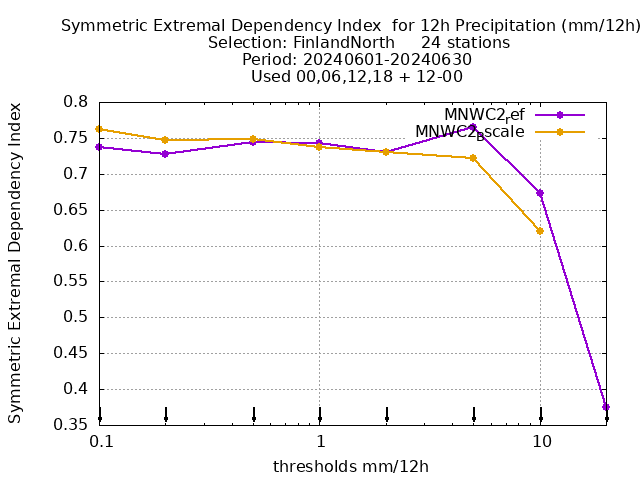 Symmetric Extremal Dependency Index  for 12h Precipitation (mm/12h)
Selection: FinlandNorth     24 stations
Period: 20240601-20240630
Used 00,06,12,18 + 12-00
MNWC2ref
MNWC2Bscale
Symmetric Extremal Dependency Index
0.8
0.75
0.7
0.65
0.6
0.55
0.5
0.45
0.4
0.35
0.1
1
10
thresholds mm/12h